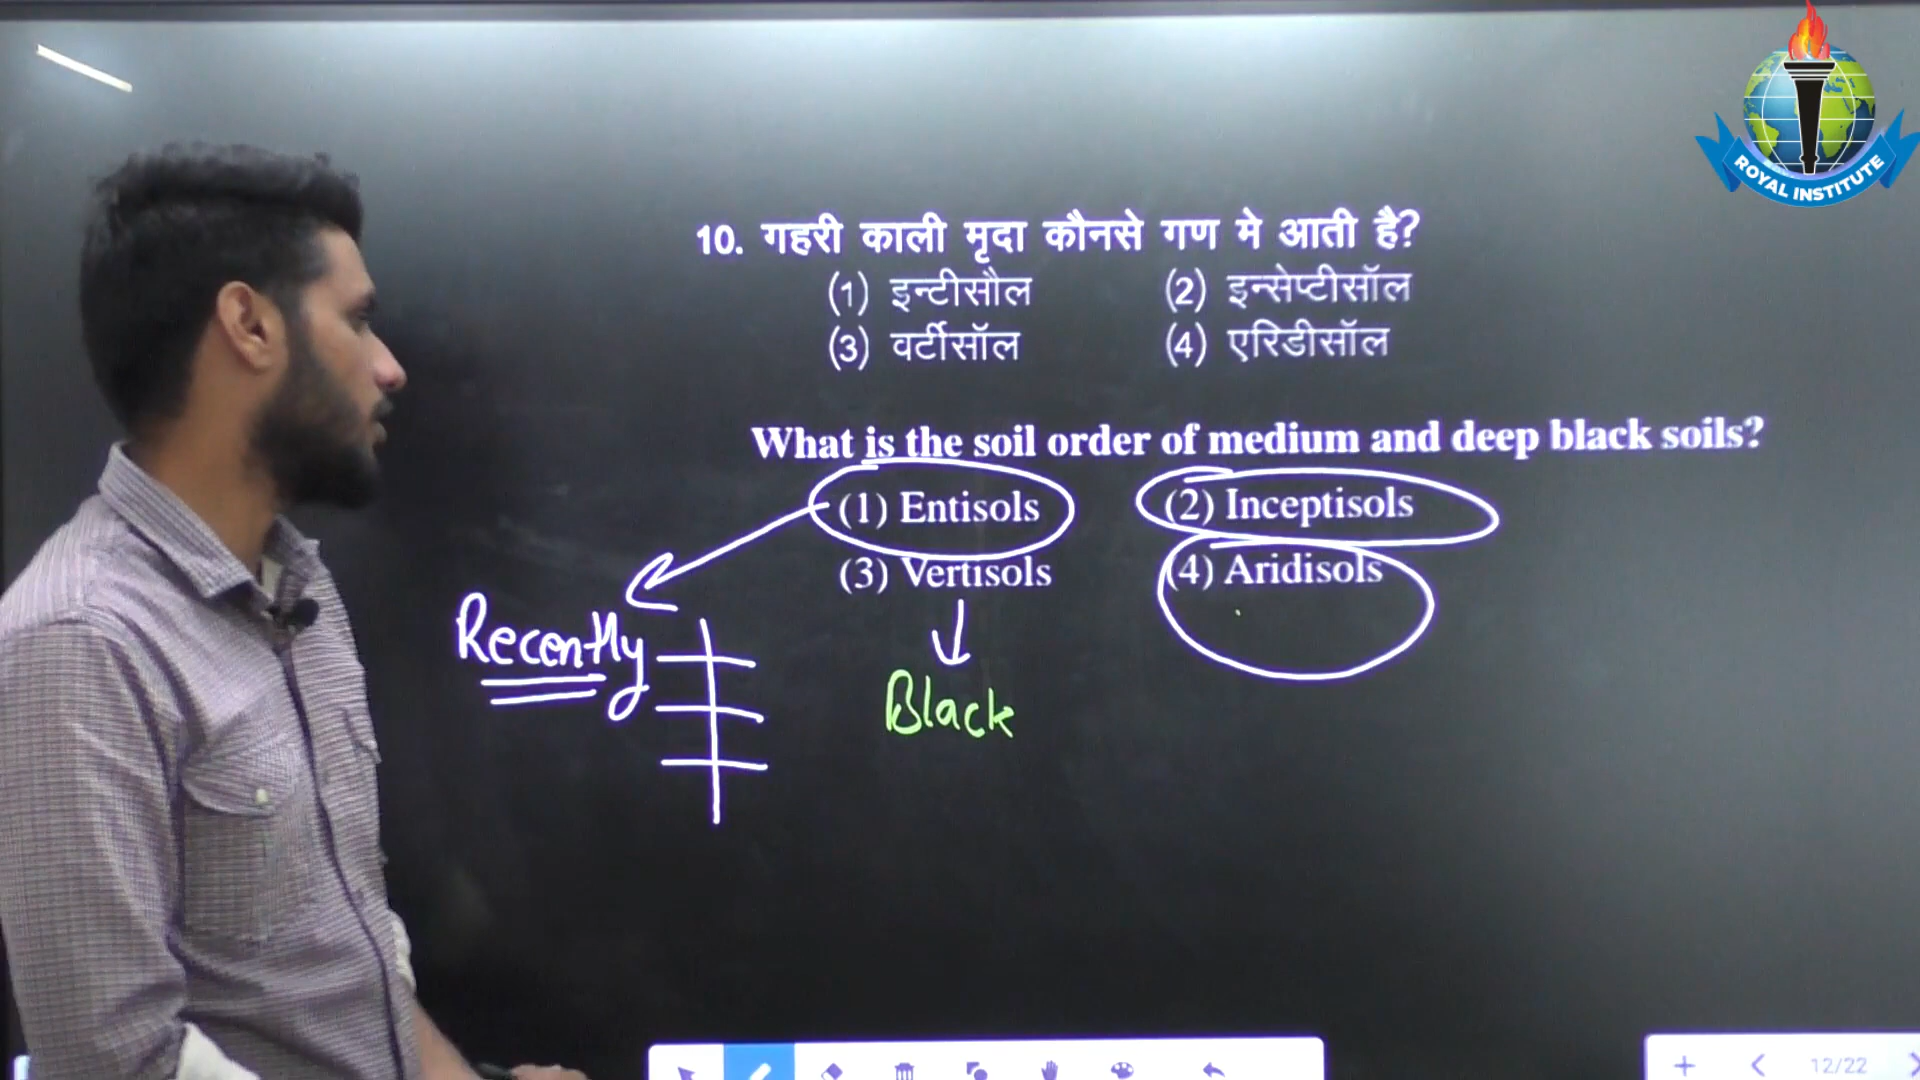 ROYAL INSTITUTE
10. गहरी काली मृदा कौनसे गण मे आती है?
(1) इन्टीसौल (2) इन्सेप्टीसॉल
(3) वर्टीसॉल (4) एरिडीसॉल
What is the soil order of medium and deep black soils?
(1) Entisols (2) Inceptisols
(3) Vertisols (4) Aridisols
Recently
Black
12/22